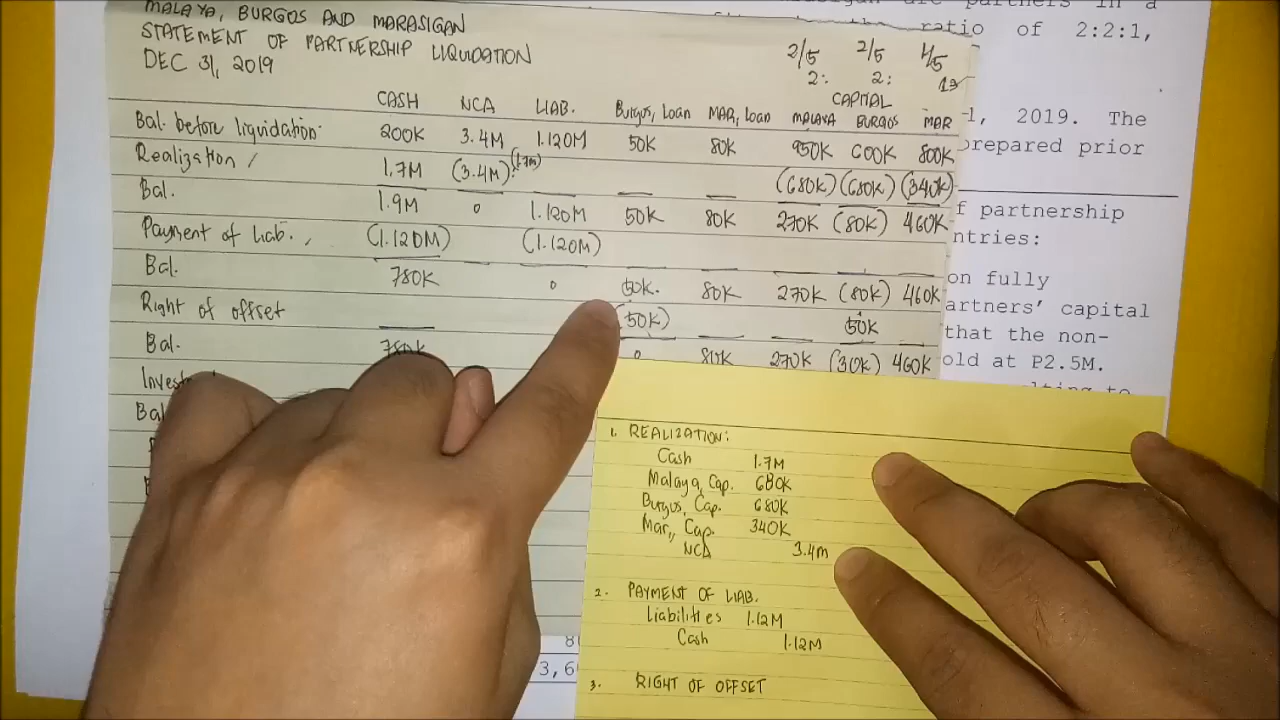 MALAYA, BURGOS AND MARASIGAN
STATEMENT OF PARTNERSHIP LIQUIDATION
DEC 31, 2019
2/5 2/5 1/5
2: 2:
CAPITAL
CASH NCA LIAB. Burgos, Loan MAR, Loan MALAYA BURGOS MAR
Bal. before liquidation 200K 3.4M 1.120M 50K 80K 950K 600K 800K
Realization 1.7M (3.4M) (1.7M) (680K) (680K) (340K)
Bal. 1.9M 0 1.120M 50K 80K 270K (80K) 460K
Payment of Liab. (1.120M) (1.120M)
Bal. 780K 0 50K 80K 270K (80K) 460K
Right of offset (50K) 50K
Bal. 780K 0 80K 270K (30K) 460K
Bal
partners in a
ratio of 2:2:1,
2019. The
prepared prior
f partnership
ntries:
on fully
artners' capital
that the non-
old at P2.5M.
1. REALIZATION:
Cash 1.7M
Malaya, Cap. 680K
Burgos, Cap. 680K
Mar., Cap. 340K
NCA 3.4M
2. PAYMENT OF LIAB.
Liabilities 1.12M
Cash 1.12M
3. RIGHT OF OFFSET